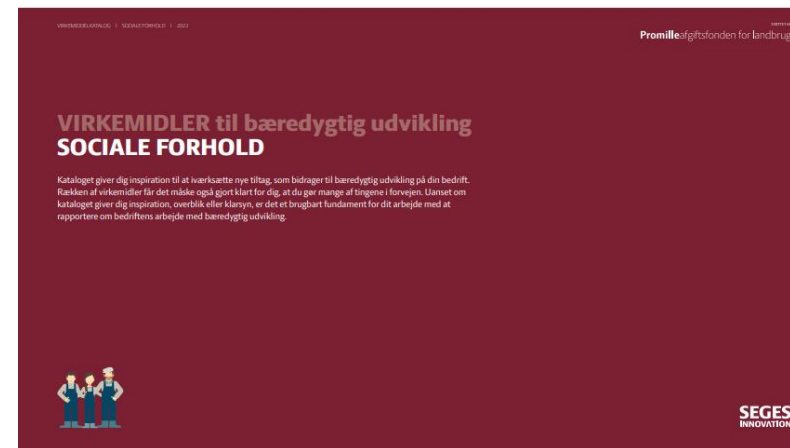 VIRKEMIDDELKATALOG | SOCIALE FORHOLD | 2022
STØTTET AF
Promilleafgiftsfonden for landbrug
VIRKEMIDLER til bæredygtig udvikling
SOCIALE FORHOLD
Kataloget giver dig inspiration til at iværksætte nye tiltag, som bidrager til bæredygtig udvikling på din bedrift.
Rækken af virkemidler får det måske også gjort klart for dig, at du gør mange af tingene i forvejen. Uanset om
kataloget giver dig inspiration, overblik eller klarsyn, er det et brugbart fundament for dit arbejde med at
rapportere om bedriftens arbejde med bæredygtig udvikling.
SEGES
INNOVATION